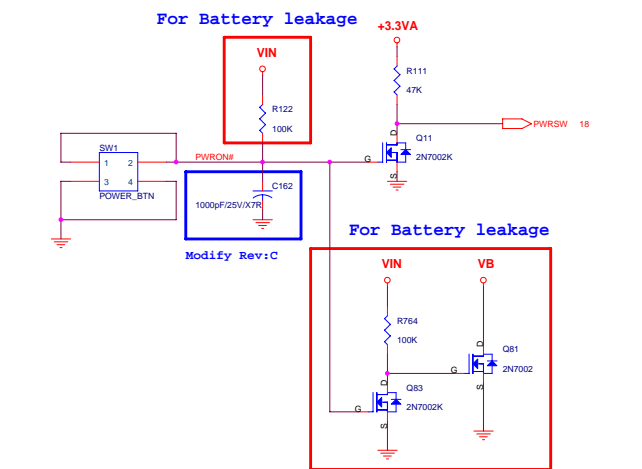 For Battery leakage
+3.3VA
VIN
R111
47K
R122
100K
PWRSW 18
D
Q11
G
2N7002K
S
SW1
PWRON#
1 2
3 4
POWER_BTN
C162
1000pF/25V/X7R
Modify Rev:C
For Battery leakage
VIN
VB
R764
100K
D
Q81
G
2N7002
S
D
Q83
G
2N7002K
S